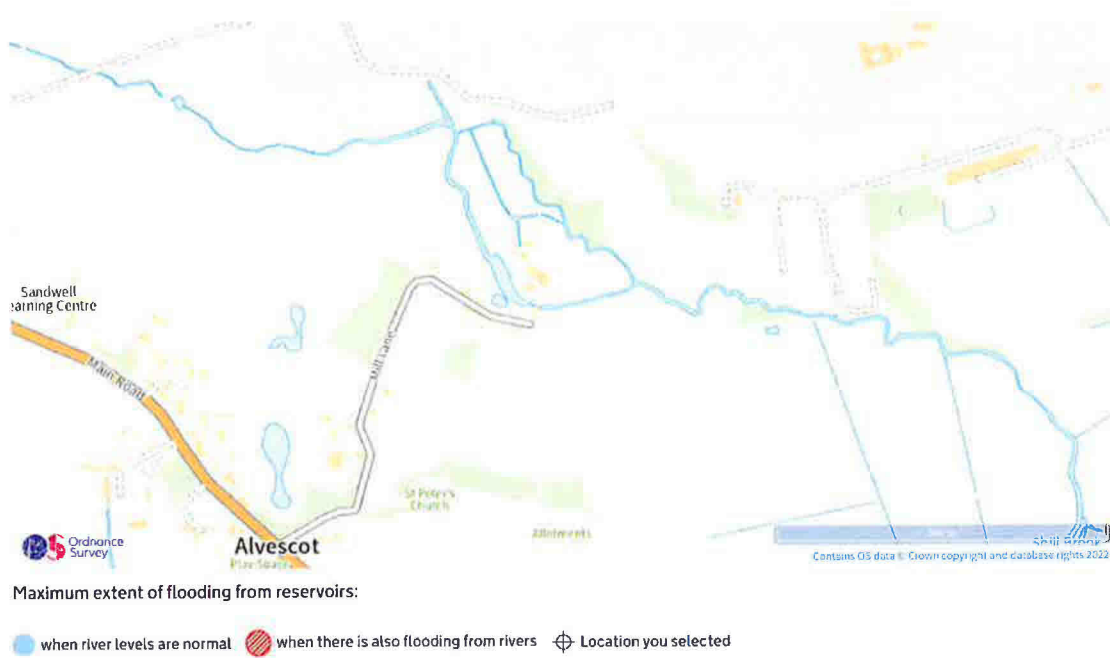 Sandwell
earning Centre
Main Road
Mill Lane
St Peter's
Church
Allotments
Ordnance
Survey
Alvescot
Play Space
Shill Brook
Contains OS data © Crown copyright and database rights 2022
Maximum extent of flooding from reservoirs:
when river levels are normal when there is also flooding from rivers Location you selected